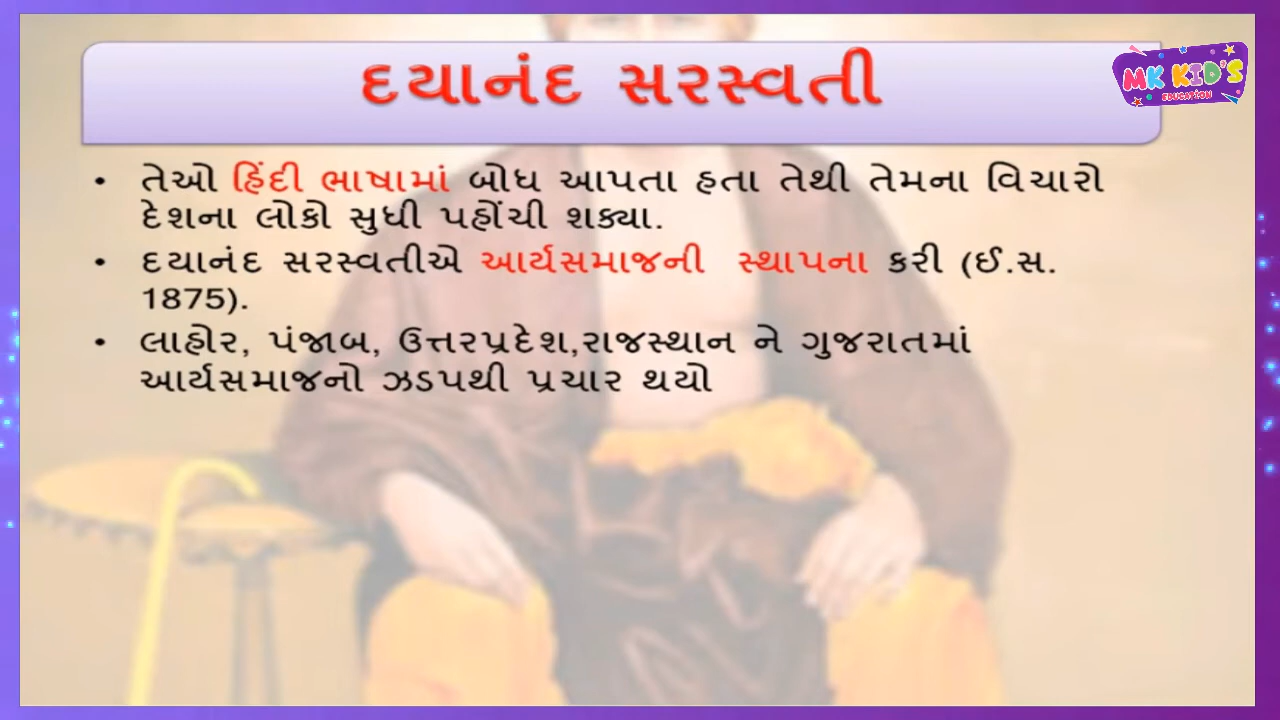 દયાનંદ સરસ્વતી
MK KID'S
EDUCATION
• તેઓ હિંદી ભાષામાં બોધ આપતા હતા તેથી તેમના વિચારો
દેશના લોકો સુધી પહોંચી શક્યા.
• દયાનંદ સરસ્વતીએ આર્યસમાજની સ્થાપના કરી (ઈ.સ.
1875).
• લાહોર, પંજાબ, ઉત્તરપ્રદેશ,રાજસ્થાન ને ગુજરાતમાં
આર્યસમાજનો ઝડપથી પ્રચાર થયો